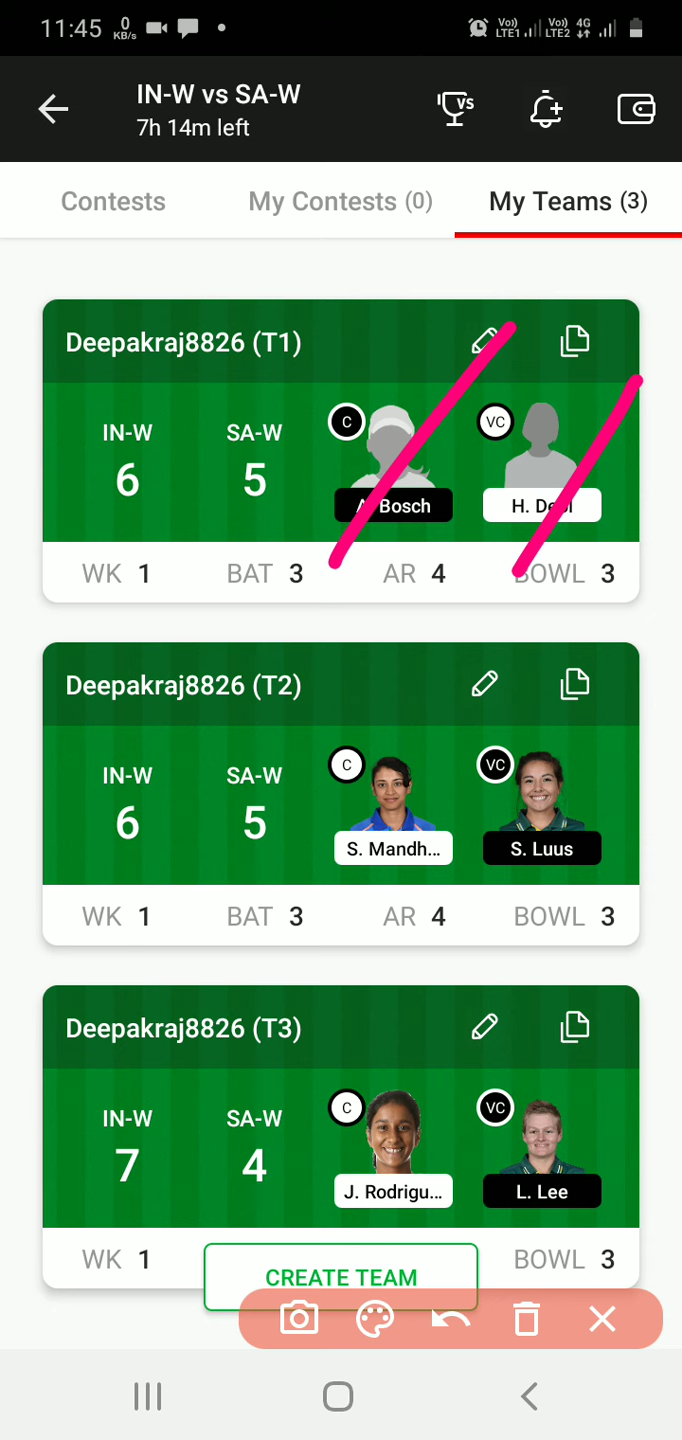 11:45 0 KB/s Vo) LTE1 Vo) LTE2 4G
IN-W vs SA-W
7h 14m left
VS
Contests My Contests (0) My Teams (3)
Deepakraj8826 (T1)
IN-W SA-W C VC
6 5
A. Bosch H. Deol
WK 1 BAT 3 AR 4 BOWL 3
Deepakraj8826 (T2)
IN-W SA-W C VC
6 5
S. Mandh... S. Luus
WK 1 BAT 3 AR 4 BOWL 3
Deepakraj8826 (T3)
IN-W SA-W C VC
7 4
J. Rodrigu... L. Lee
WK 1 BOWL 3
CREATE TEAM